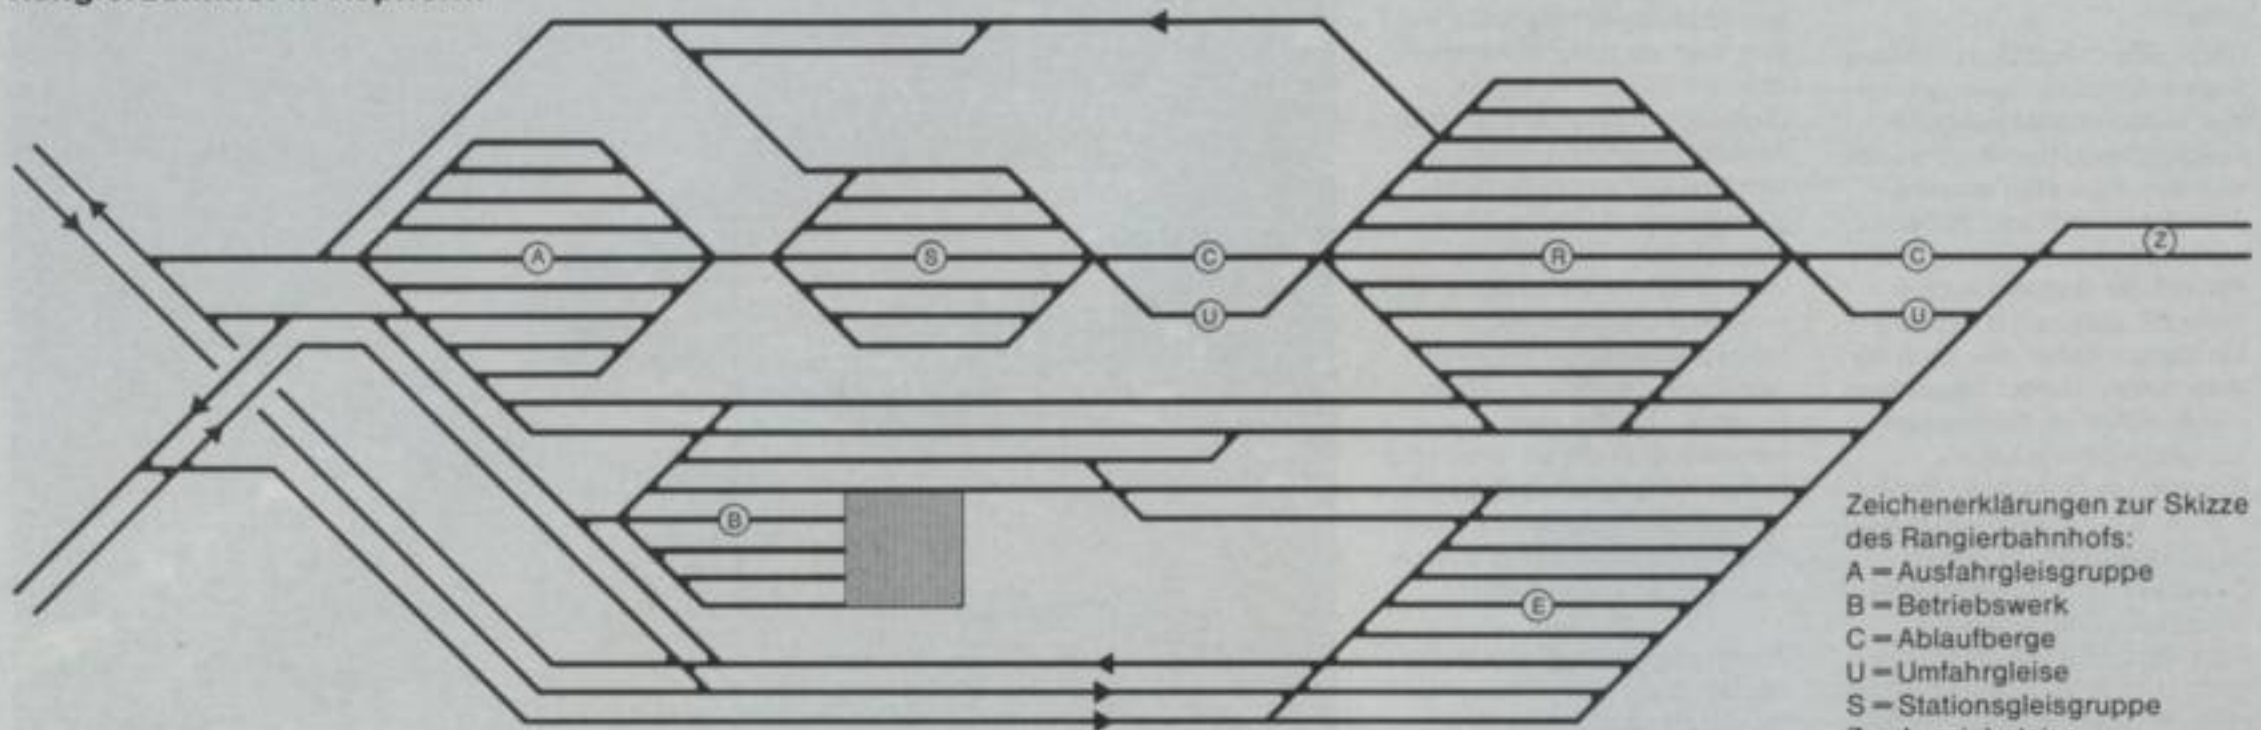 A
S
C
R
C
Z
U
U
B
E
Zeichenerklärungen zur Skizze
des Rangierbahnhofs:
A = Ausfahrgleisgruppe
B = Betriebswerk
C = Ablaufberge
U = Umfahrgleise
S = Stationsgleisgruppe